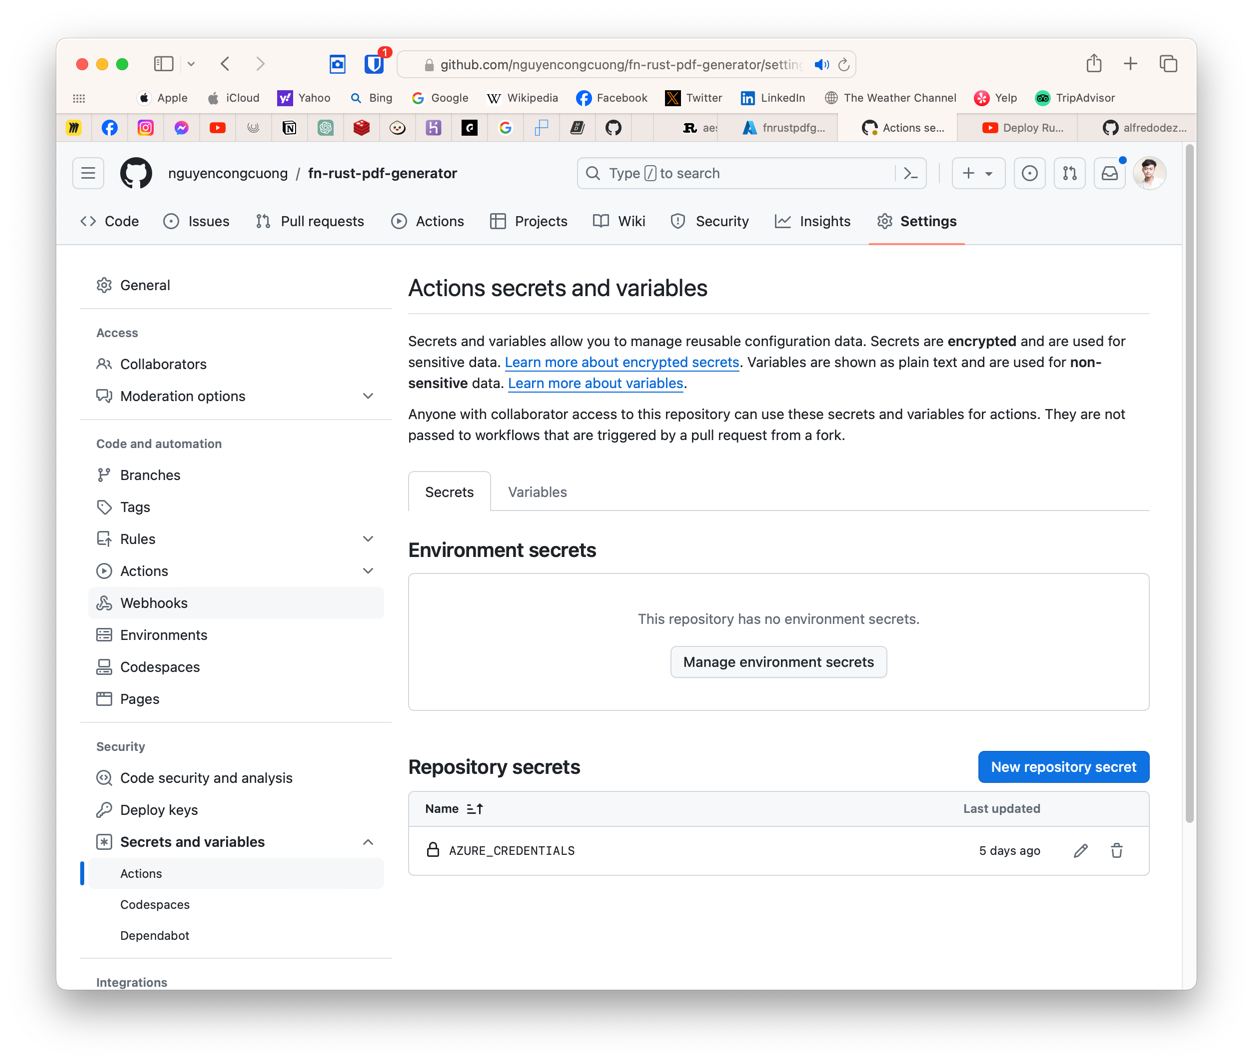 1
github.com/nguyencongcuong/fn-rust-pdf-generator/settin
Apple
iCloud
Yahoo
Bing
Google
Wikipedia
Facebook
Twitter
LinkedIn
The Weather Channel
Yelp
TripAdvisor
aes
fnrustpdfg...
Actions se...
Deploy Ru...
alfredodez...
nguyencongcuong / fn-rust-pdf-generator
Type / to search
Code
Issues
Pull requests
Actions
Projects
Wiki
Security
Insights
Settings
General
Access
Collaborators
Moderation options
Code and automation
Branches
Tags
Rules
Actions
Webhooks
Environments
Codespaces
Pages
Security
Code security and analysis
Deploy keys
Secrets and variables
Actions
Codespaces
Dependabot
Integrations
Actions secrets and variables
Secrets and variables allow you to manage reusable configuration data. Secrets are encrypted and are used for
sensitive data. Learn more about encrypted secrets. Variables are shown as plain text and are used for non-
sensitive data. Learn more about variables.
Anyone with collaborator access to this repository can use these secrets and variables for actions. They are not
passed to workflows that are triggered by a pull request from a fork.
Secrets
Variables
Environment secrets
This repository has no environment secrets.
Manage environment secrets
Repository secrets
New repository secret
Name
Last updated
AZURE_CREDENTIALS
5 days ago